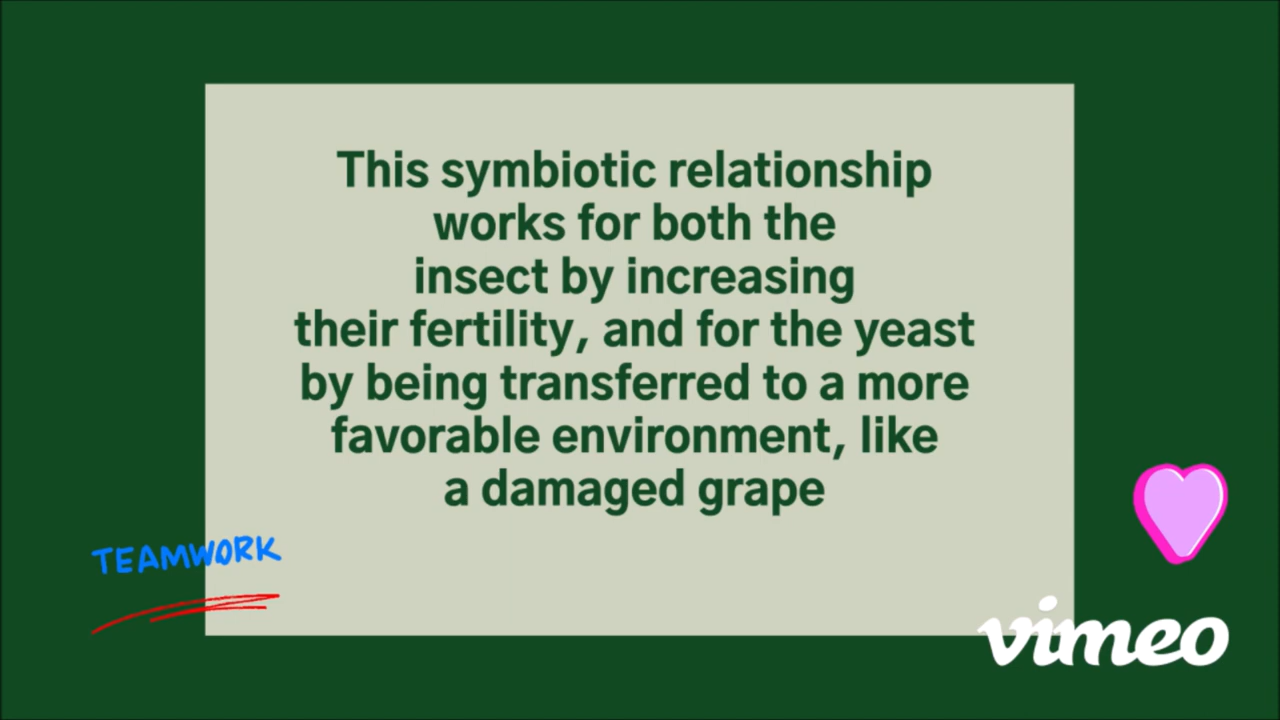 This symbiotic relationship
works for both the
insect by increasing
their fertility, and for the yeast
by being transferred to a more
favorable environment, like
a damaged grape
TEAMWORK
vimeo